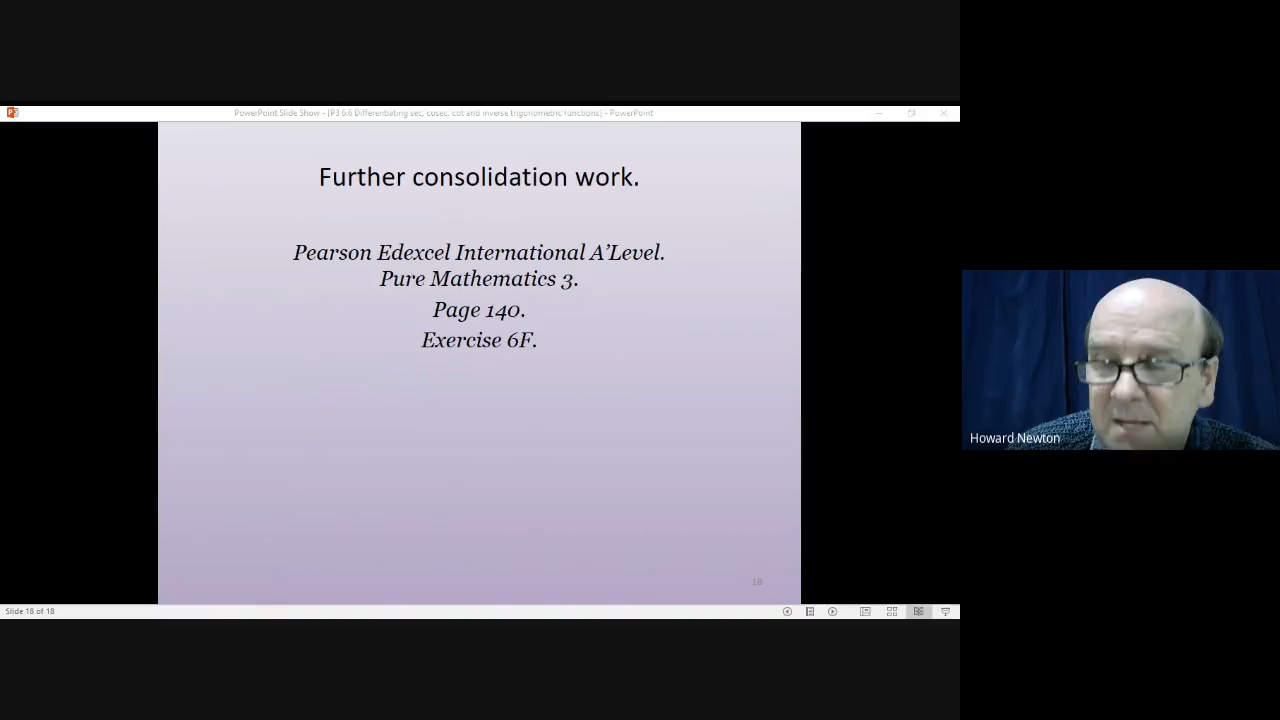 PowerPoint Slide Show - [P3 6.6 Differentiating sec, cosec, cot and inverse trigonometric functions] - PowerPoint
Further consolidation work.
Pearson Edexcel International A’Level.
Pure Mathematics 3.
Page 140.
Exercise 6F.
Howard Newton
18
Slide 18 of 18